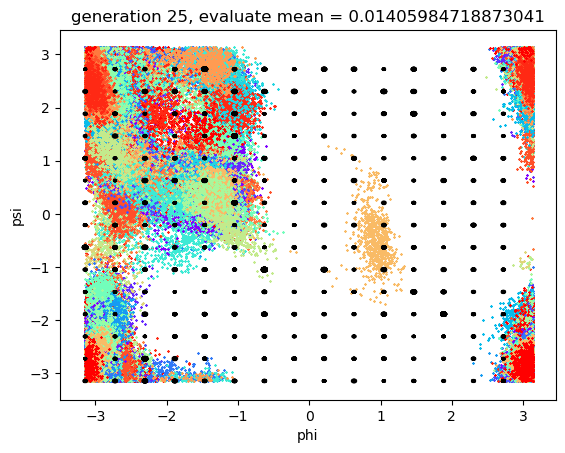 generation 25, evaluate mean = 0.01405984718873041
3
2
1
0
−1
−2
−3
psi
−3 −2 −1 0 1 2 3
phi